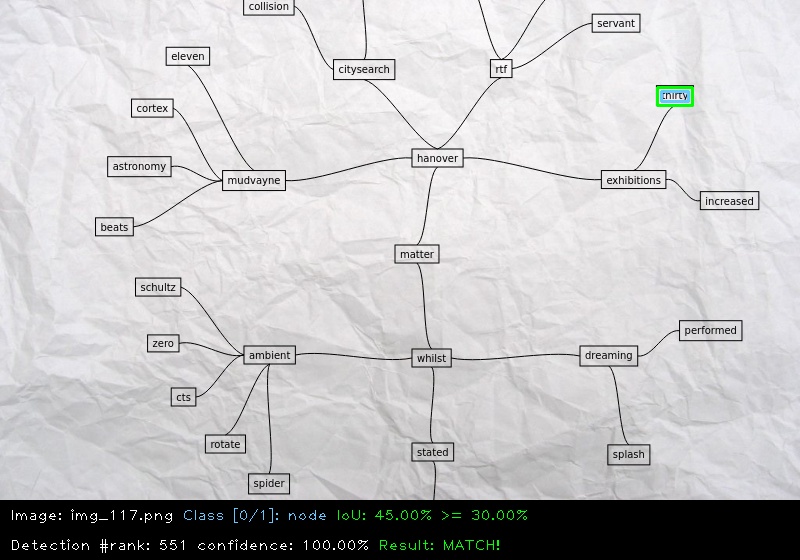 collision
servant
eleven
citysearch
rtf
thirty
cortex
hanover
astronomy
mudvayne
exhibitions
increased
beats
matter
schultz
performed
zero
ambient
whilst
dreaming
cts
rotate
stated
splash
spider
Image: img_117.png Class [0/1]: node IoU: 45.00% >= 30.00%
Detection #rank: 551 confidence: 100.00% Result: MATCH!